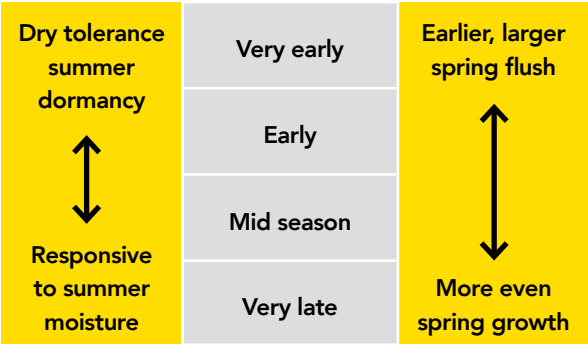 Dry tolerance
summer
dormancy
Responsive
to summer
moisture
Very early
Early
Mid season
Very late
Earlier, larger
spring flush
More even
spring growth